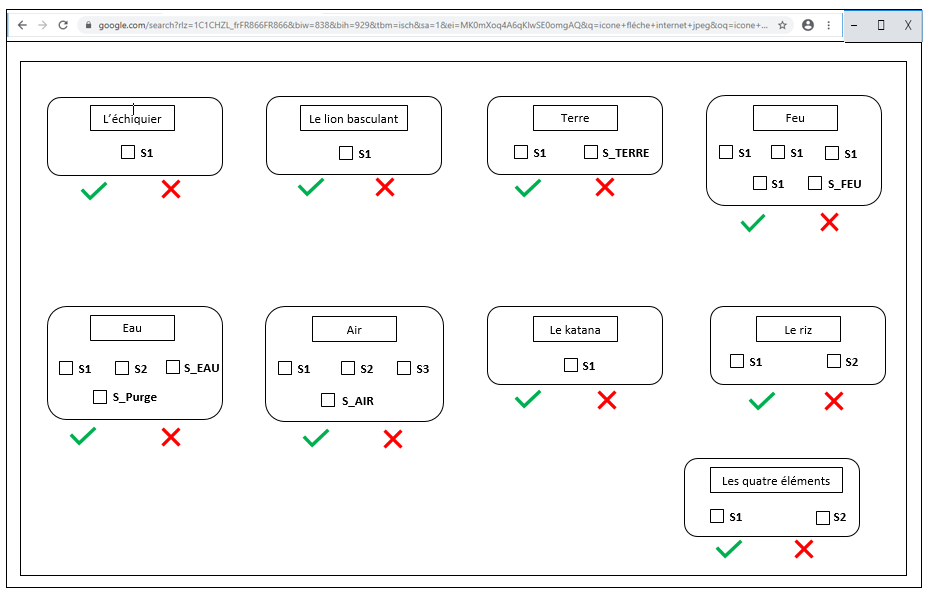 google.com/search?rlz=1C1CHZL_frFR866FR866&biw=838&bih=929&tbm=isch&sa=1&ei=MK0mXoq4A6qKlwSE0omgAQ&q=icone+fléche+internet+jpeg&oq=icone+...
L'échiquier
S1
Le lion basculant
S1
Terre
S1 S_TERRE
Feu
S1 S1 S1
S1 S_FEU
Eau
S1 S2 S_EAU
S_Purge
Air
S1 S2 S3
S_AIR
Le katana
S1
Le riz
S1 S2
Les quatre éléments
S1 S2